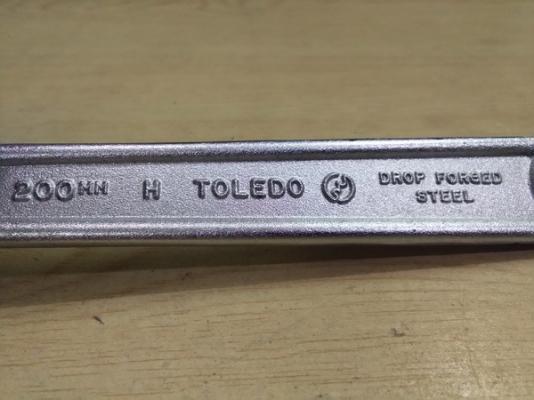 200MM H TOLEDO DROP FORGED
STEEL